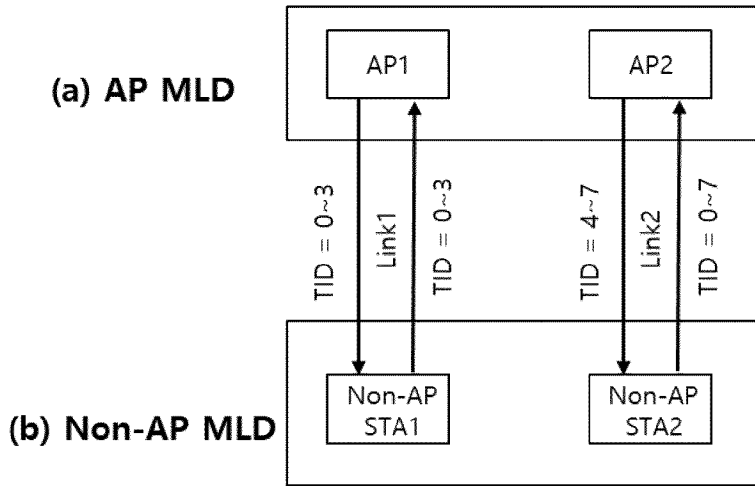 (a) AP MLD
AP1
AP2
TID = 0~3
Link1
TID = 0~3
TID = 4~7
Link2
TID = 0~7
(b) Non-AP MLD
Non-AP
STA1
Non-AP
STA2